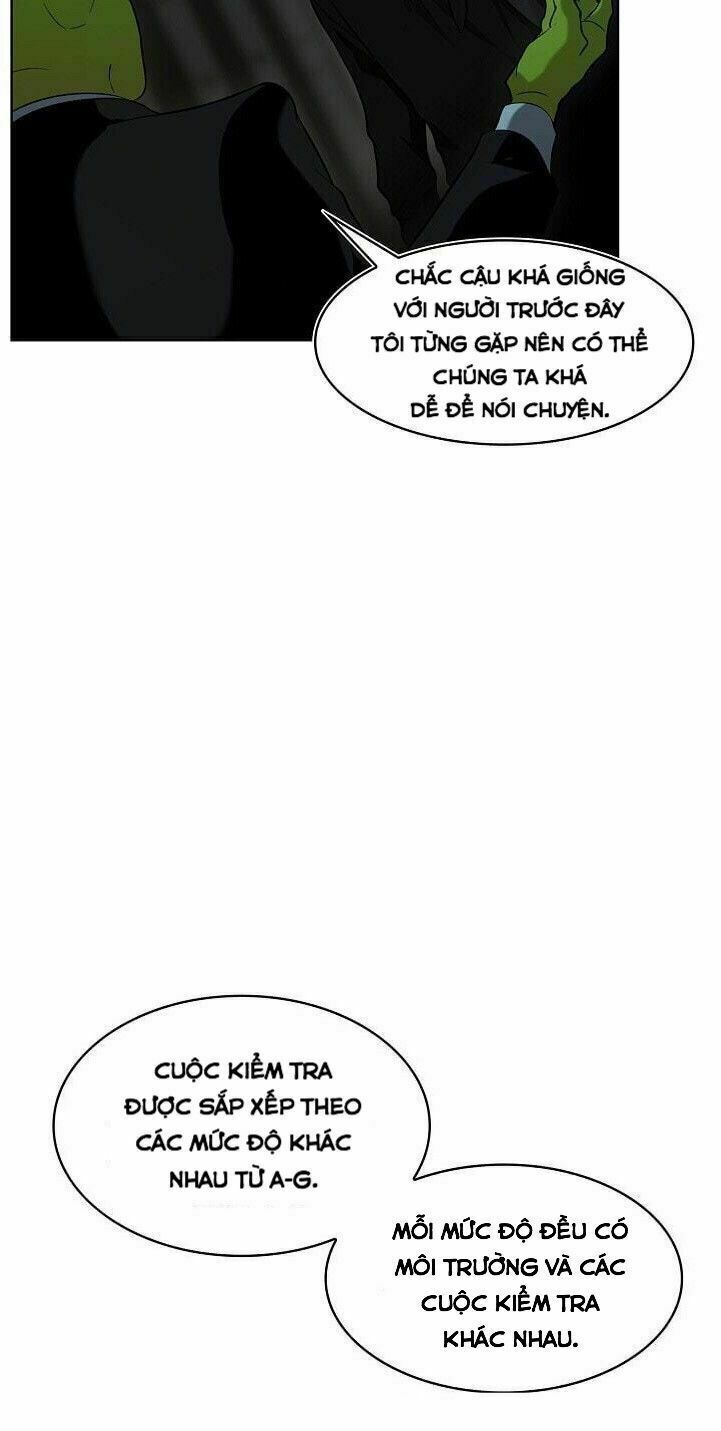 CHẮC CẬU KHÁ GIỐNG
VỚI NGƯỜI TRƯỚC ĐÂY
TÔI TỪNG GẶP NÊN CÓ THỂ
CHÚNG TA KHÁ
DỄ ĐỂ NÓI CHUYỆN.
CUỘC KIỂM TRA
ĐƯỢC SẮP XẾP THEO
CÁC MỨC ĐỘ KHÁC
NHAU TỪ A-G.
MỖI MỨC ĐỘ ĐỀU CÓ
MÔI TRƯỜNG VÀ CÁC
CUỘC KIỂM TRA
KHÁC NHAU.